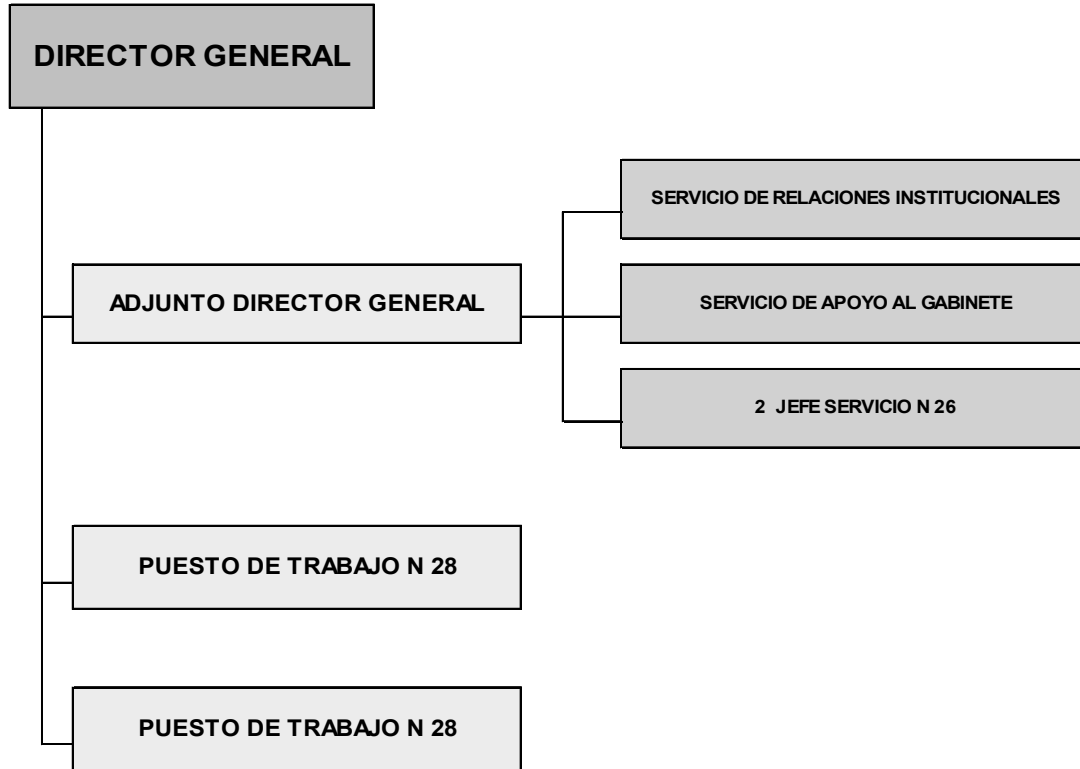 DIRECTOR GENERAL
SERVICIO DE RELACIONES INSTITUCIONALES
ADJUNTO DIRECTOR GENERAL
SERVICIO DE APOYO AL GABINETE
2 JEFE SERVICIO N 26
PUESTO DE TRABAJO N 28
PUESTO DE TRABAJO N 28